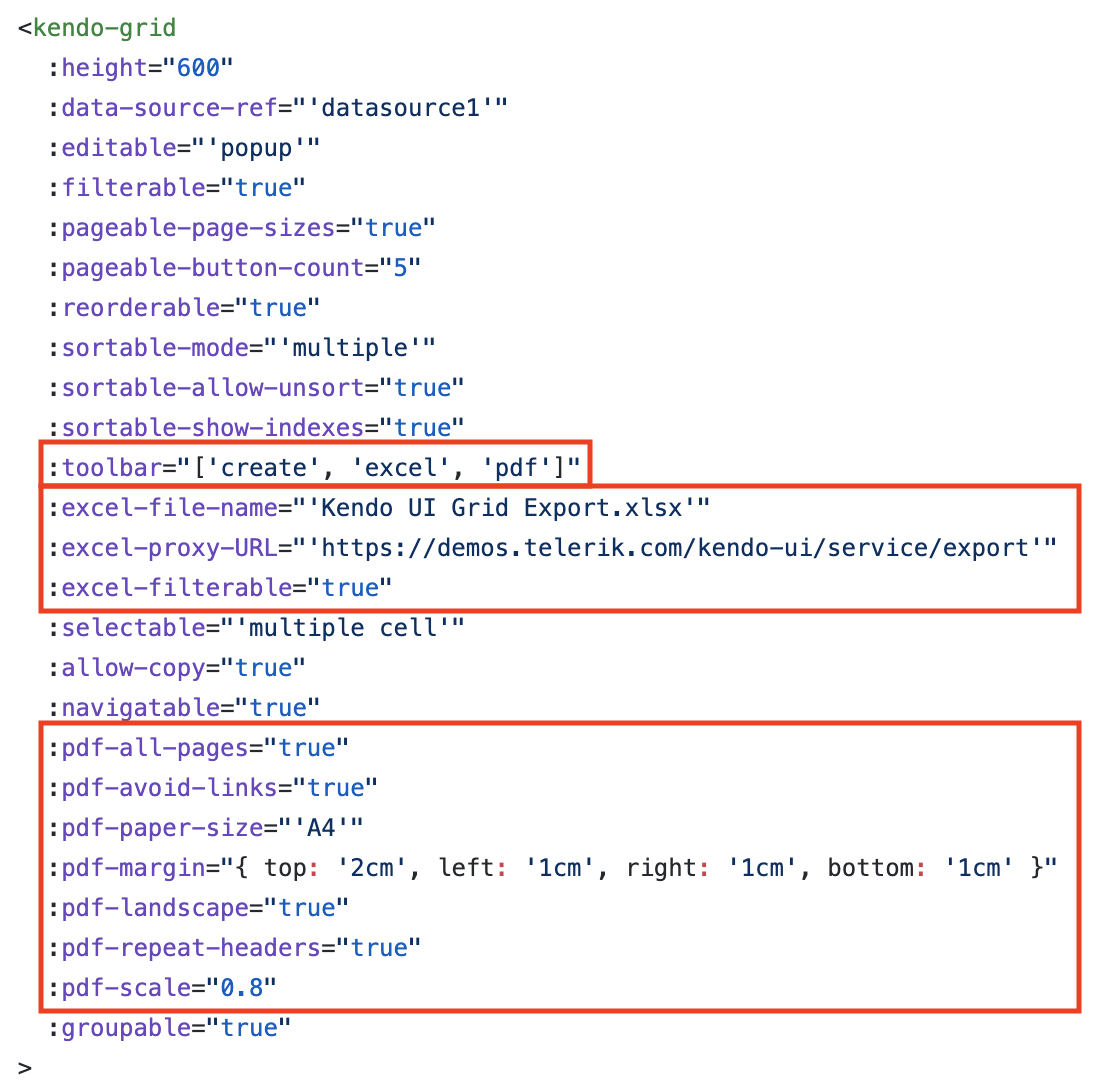 <kendo-grid
:height="600"
:data-source-ref="'datasource1'"
:editable="'popup'"
:filterable="true"
:pageable-page-sizes="true"
:pageable-button-count="5"
:reorderable="true"
:sortable-mode="'multiple'"
:sortable-allow-unsort="true"
:sortable-show-indexes="true"
:toolbar="['create', 'excel', 'pdf']"
:excel-file-name="'Kendo UI Grid Export.xlsx'"
:excel-proxy-URL="'https://demos.telerik.com/kendo-ui/service/export'"
:excel-filterable="true"
:selectable="'multiple cell'"
:allow-copy="true"
:navigatable="true"
:pdf-all-pages="true"
:pdf-avoid-links="true"
:pdf-paper-size="'A4'"
:pdf-margin="{ top: '2cm', left: '1cm', right: '1cm', bottom: '1cm' }"
:pdf-landscape="true"
:pdf-repeat-headers="true"
:pdf-scale="0.8"
:groupable="true"
>